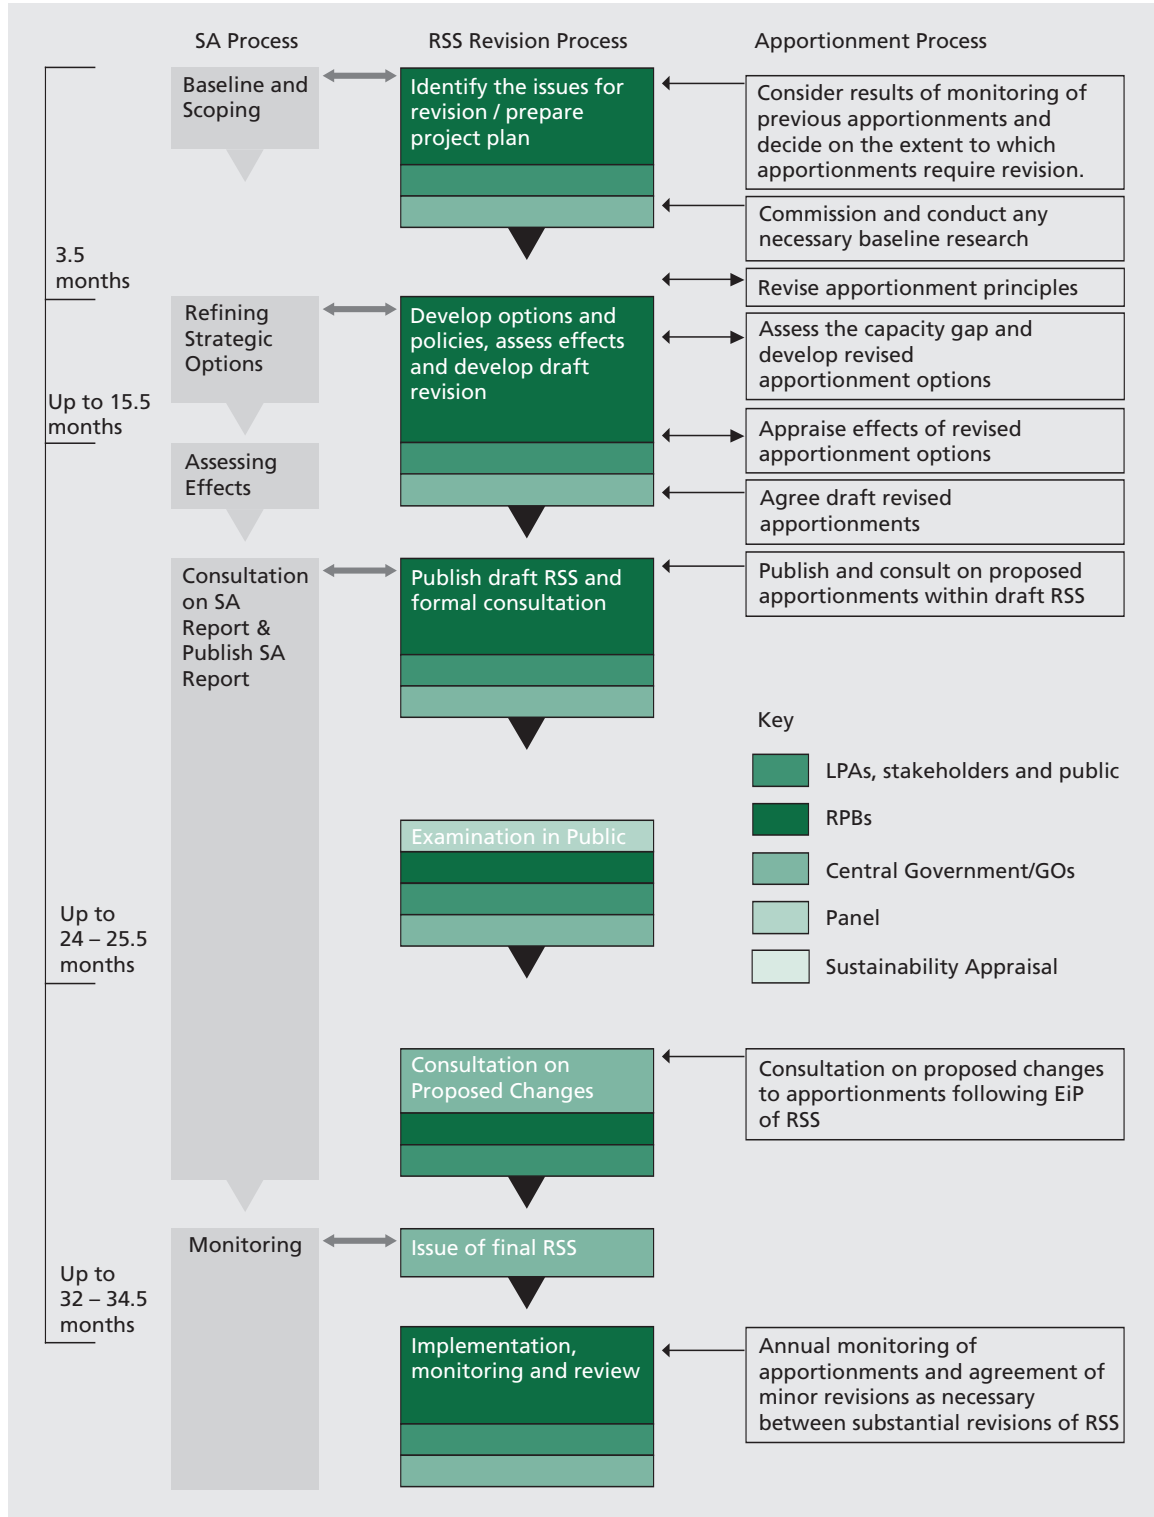 SA Process
RSS Revision Process
Apportionment Process
3.5
months
Up to 15.5
months
Up to
24 – 25.5
months
Up to
32 – 34.5
months
Baseline and
Scoping
Refining
Strategic
Options
Assessing
Effects
Consultation
on SA
Report &
Publish SA
Report
Monitoring
Identify the issues for
revision / prepare
project plan
Develop options and
policies, assess effects
and develop draft
revision
Publish draft RSS and
formal consultation
Examination in Public
Consultation on
Proposed Changes
Issue of final RSS
Implementation,
monitoring and review
Consider results of monitoring of
previous apportionments and
decide on the extent to which
apportionments require revision.
Commission and conduct any
necessary baseline research
Revise apportionment principles
Assess the capacity gap and
develop revised
apportionment options
Appraise effects of revised
apportionment options
Agree draft revised
apportionments
Publish and consult on proposed
apportionments within draft RSS
Key
LPAs, stakeholders and public
RPBs
Central Government/GOs
Panel
Sustainability Appraisal
Consultation on proposed changes
to apportionments following EiP
of RSS
Annual monitoring of
apportionments and agreement of
minor revisions as necessary
between substantial revisions of RSS